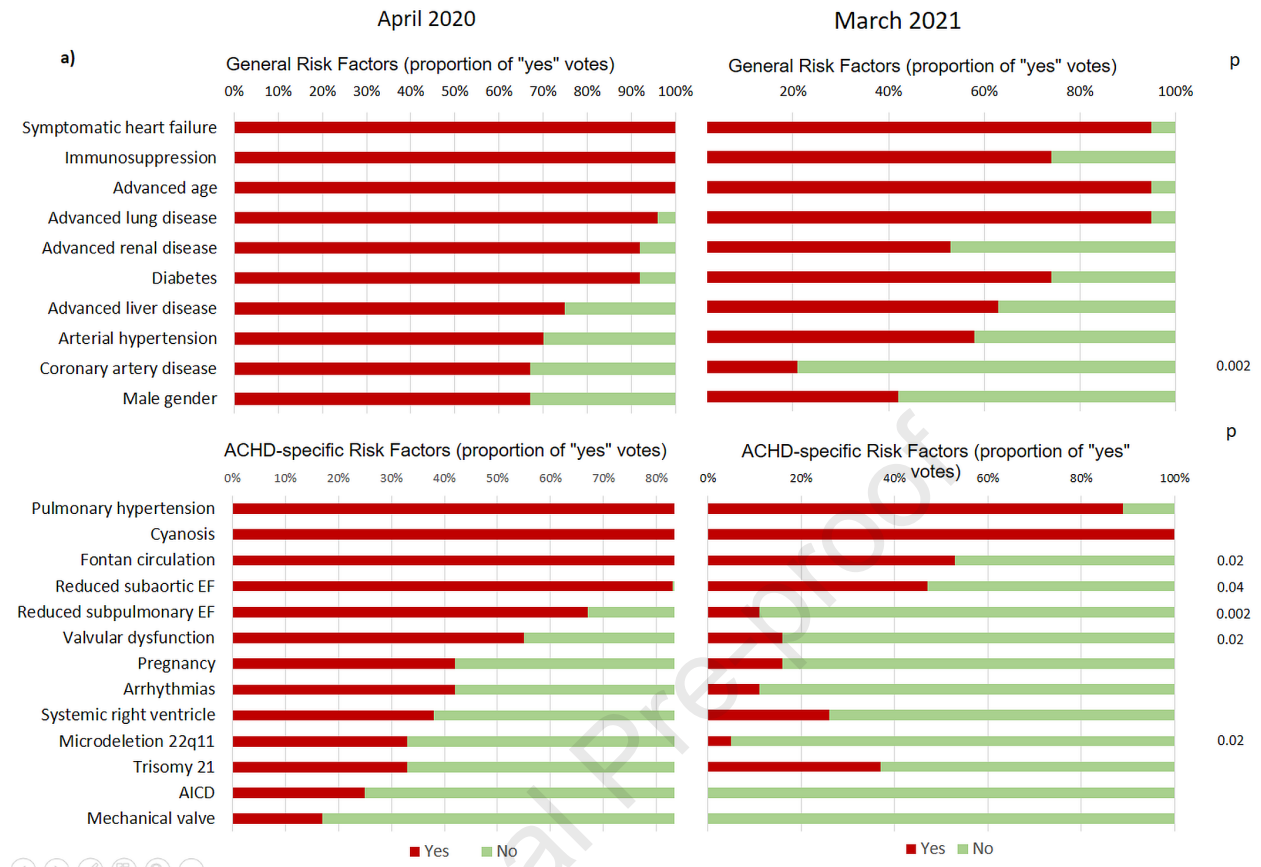 April 2020
March 2021
a)
General Risk Factors (proportion of "yes" votes)
General Risk Factors (proportion of "yes" votes)
p
0% 10% 20% 30% 40% 50% 60% 70% 80% 90% 100%
20% 40% 60% 80% 100%
Symptomatic heart failure
Immunosuppression
Advanced age
Advanced lung disease
Advanced renal disease
Diabetes
Advanced liver disease
Arterial hypertension
Coronary artery disease
0.002
Male gender
p
ACHD-specific Risk Factors (proportion of "yes" votes)
ACHD-specific Risk Factors (proportion of "yes"
votes)
0% 10% 20% 30% 40% 50% 60% 70% 80%
0% 20% 40% 60% 80% 100%
Pulmonary hypertension
Cyanosis
Fontan circulation
0.02
Reduced subaortic EF
0.04
Reduced subpulmonary EF
0.002
Valvular dysfunction
0.02
Pregnancy
Arrhythmias
Systemic right ventricle
Microdeletion 22q11
0.02
Trisomy 21
AICD
Mechanical valve
Yes No
Yes No
al Pre-proof